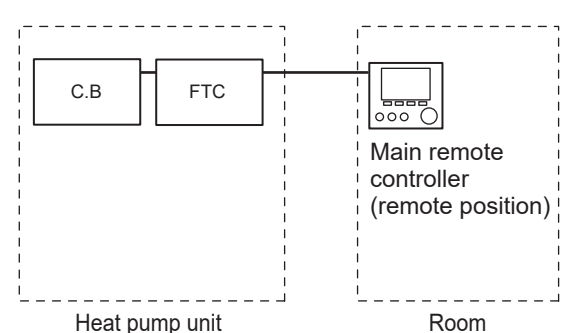 C.B
FTC
Main remote
controller
(remote position)
Heat pump unit
Room